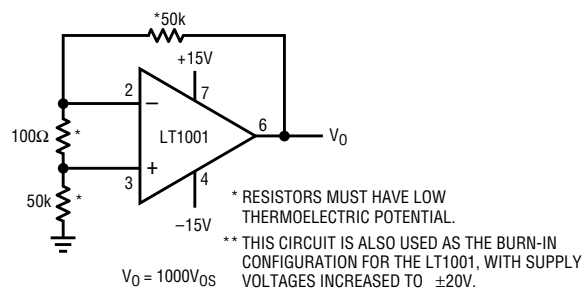 *50k
+15V
2
–
7
100Ω
*
LT1001
6
V₀
+
3
4
50k
*
–15V
* RESISTORS MUST HAVE LOW
THERMOELECTRIC POTENTIAL.
** THIS CIRCUIT IS ALSO USED AS THE BURN-IN
CONFIGURATION FOR THE LT1001, WITH SUPPLY
VOLTAGES INCREASED TO ±20V.
V₀ = 1000V_OS